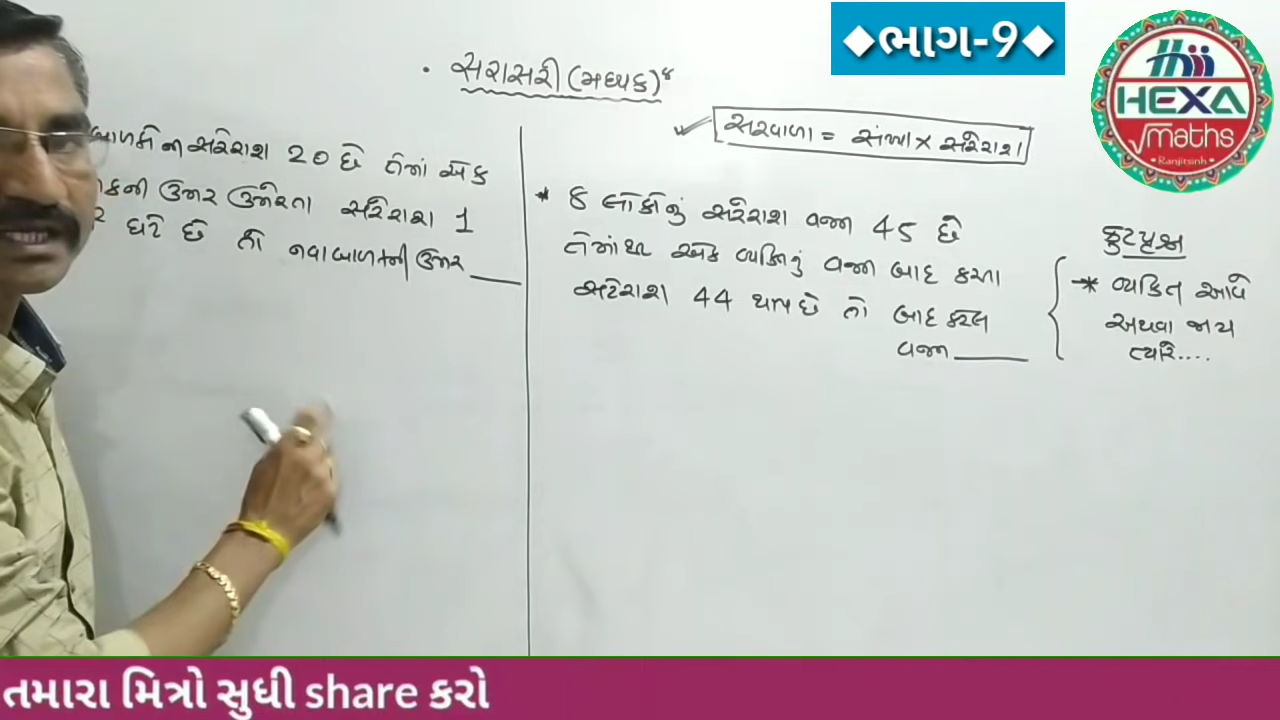 ◆ભાગ-9◆
HEXA
maths
Ranjitsinh
• સરાસરી (મધ્યક)
સરવાળા = સંખ્યા × સરેરાશ
સરેરાશ 20 છે તેમાં એક
ની ઉંમર ઉમેરતા સરેરાશ 1
ઘટે છે તો નવા બાળકની ઉંમર ____
* 8 લોકોનું સરેરાશ વજન 45 છે
તેમાંથી એક વ્યક્તિનું વજન બાદ કરતા
સરેરાશ 44 થાય છે તો બાદ કરેલ
વજન ____
કુટપ્રશ્ન
* વ્યક્તિ આવે
અથવા જાય
ત્યારે....
તમારા મિત્રો સુધી share કરો